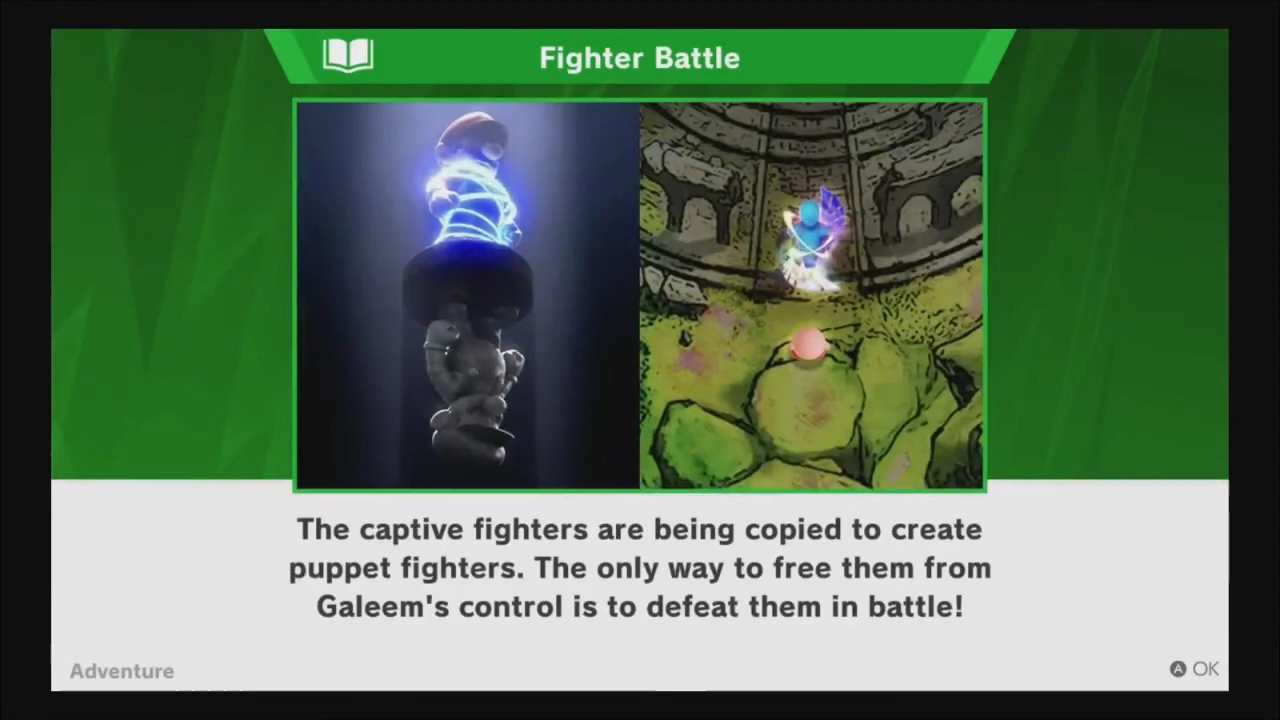 Fighter Battle
The captive fighters are being copied to create
puppet fighters. The only way to free them from
Galeem's control is to defeat them in battle!
Adventure
A OK